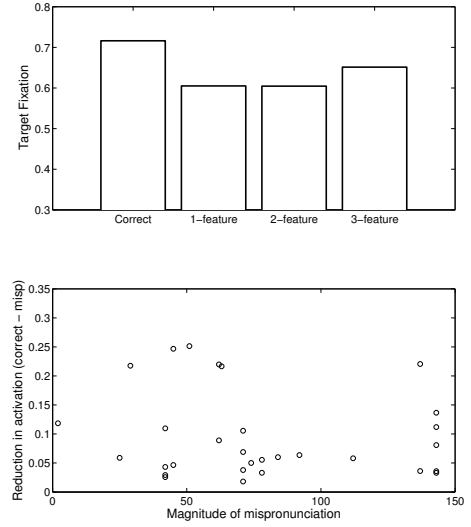 0.8
0.7
0.6
0.5
0.4
0.3
Target Fixation
Correct 1−feature 2−feature 3−feature
0.35
0.3
0.25
0.2
0.15
0.1
0.05
0
Reduction in activation (correct − misp)
0 50 100 150
Magnitude of mispronunciation